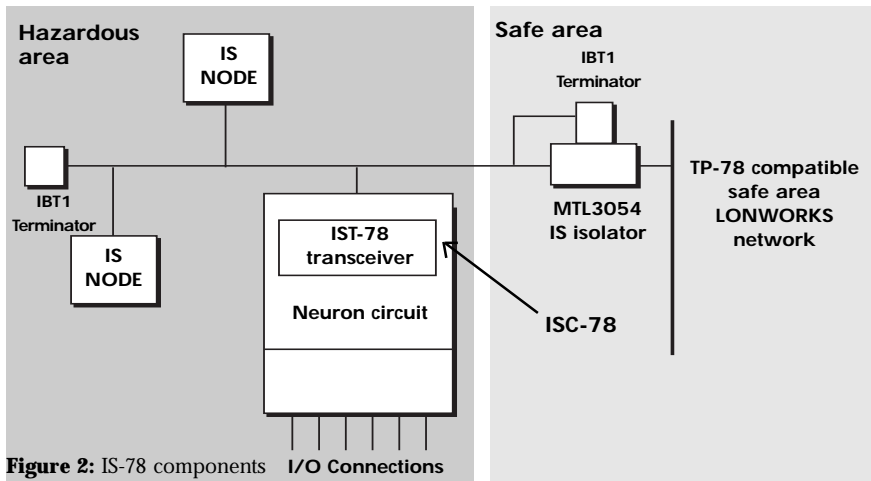 Hazardous
area
Safe area
IS
NODE
IBT1
Terminator
IBT1
Terminator
IS
NODE
IST-78
transceiver
Neuron circuit
MTL3054
IS isolator
TP-78 compatible
safe area
LONWORKS
network
ISC-78
Figure 2: IS-78 components
I/O Connections